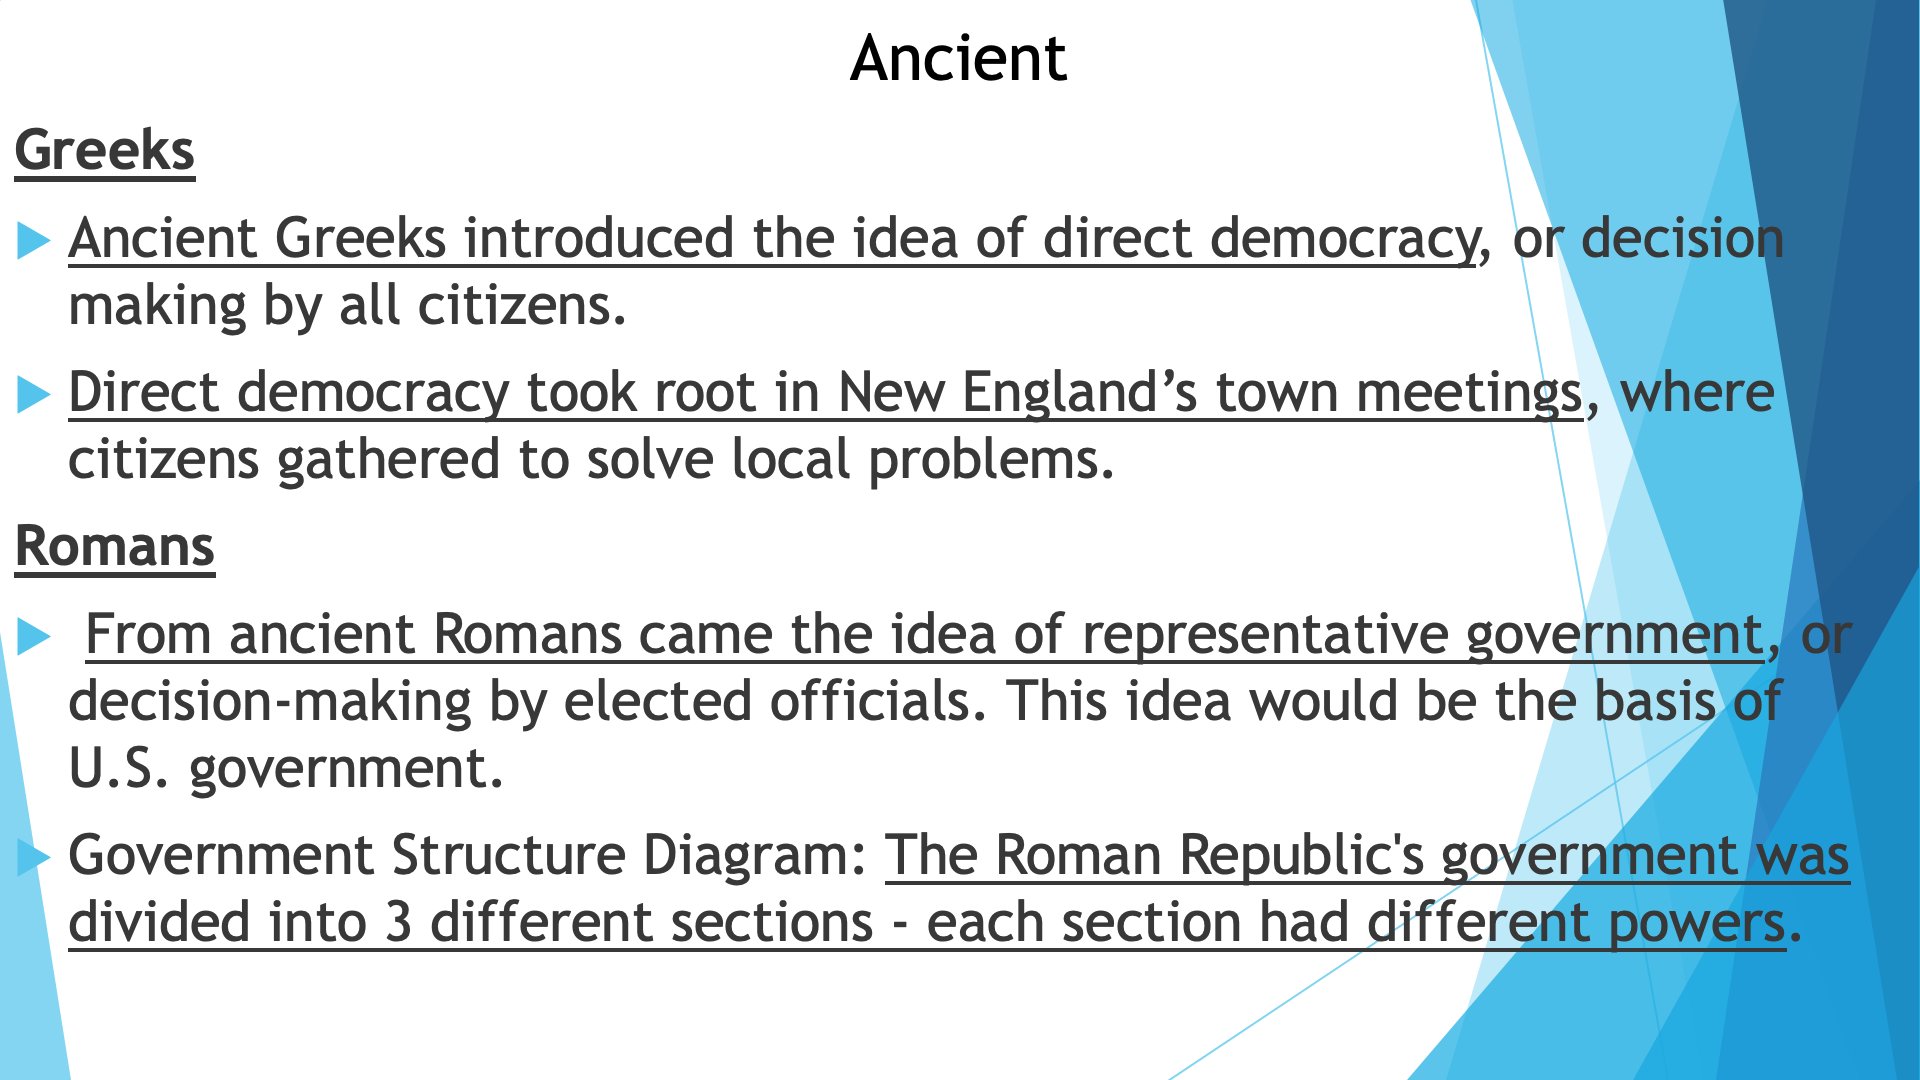 Ancient
Greeks
Ancient Greeks introduced the idea of direct democracy, or decision
making by all citizens.
Direct democracy took root in New England’s town meetings, where
citizens gathered to solve local problems.
Romans
From ancient Romans came the idea of representative government, or
decision-making by elected officials. This idea would be the basis of
U.S. government.
Government Structure Diagram: The Roman Republic's government was
divided into 3 different sections - each section had different powers.